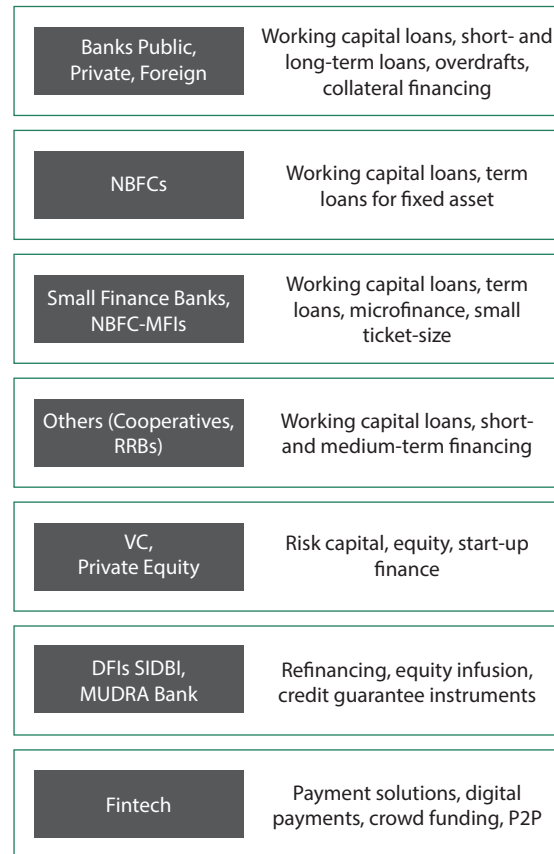 Banks Public,
Private, Foreign
Working capital loans, short- and
long-term loans, overdrafts,
collateral financing
NBFCs
Working capital loans, term
loans for fixed asset
Small Finance Banks,
NBFC-MFIs
Working capital loans, term
loans, microfinance, small
ticket-size
Others (Cooperatives,
RRBs)
Working capital loans, short-
and medium-term financing
VC,
Private Equity
Risk capital, equity, start-up
finance
DFIs SIDBI,
MUDRA Bank
Refinancing, equity infusion,
credit guarantee instruments
Fintech
Payment solutions, digital
payments, crowd funding, P2P